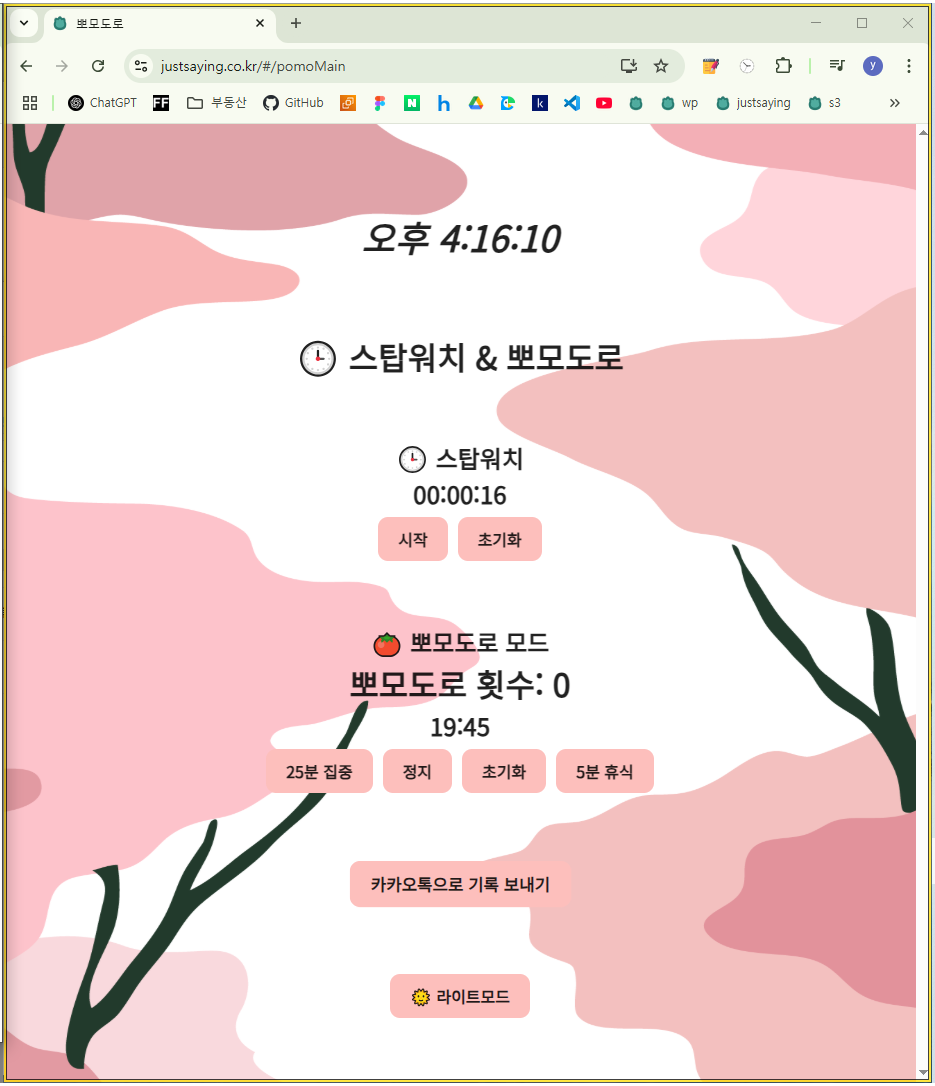 뽀모도로
justsaying.co.kr/#/pomoMain
y
ChatGPT
FF
부동산
GitHub
N
h
k
wp
justsaying
s3
오후 4:16:10
스탑워치 & 뽀모도로
스탑워치
00:00:16
시작
초기화
뽀모도로 모드
뽀모도로 횟수: 0
19:45
25분 집중
정지
초기화
5분 휴식
카카오톡으로 기록 보내기
라이트모드